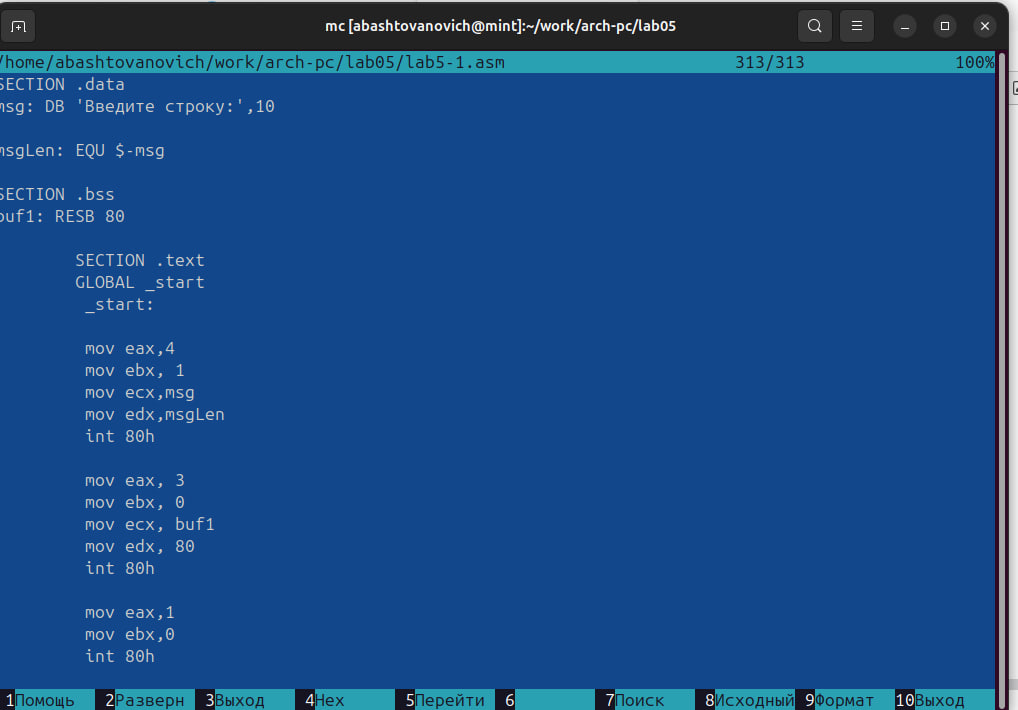 mc [abashtovanovich@mint]:~/work/arch-pc/lab05
/home/abashtovanovich/work/arch-pc/lab05/lab5-1.asm 313/313 100%
SECTION .data
msg: DB 'Введите строку:',10
msgLen: EQU $-msg
SECTION .bss
buf1: RESB 80
SECTION .text
GLOBAL _start
_start:
mov eax,4
mov ebx, 1
mov ecx,msg
mov edx,msgLen
int 80h
mov eax, 3
mov ebx, 0
mov ecx, buf1
mov edx, 80
int 80h
mov eax,1
mov ebx,0
int 80h
1Помощь 2Разверн 3Выход 4Hex 5Перейти 6 7Поиск 8Исходный 9Формат 10Выход